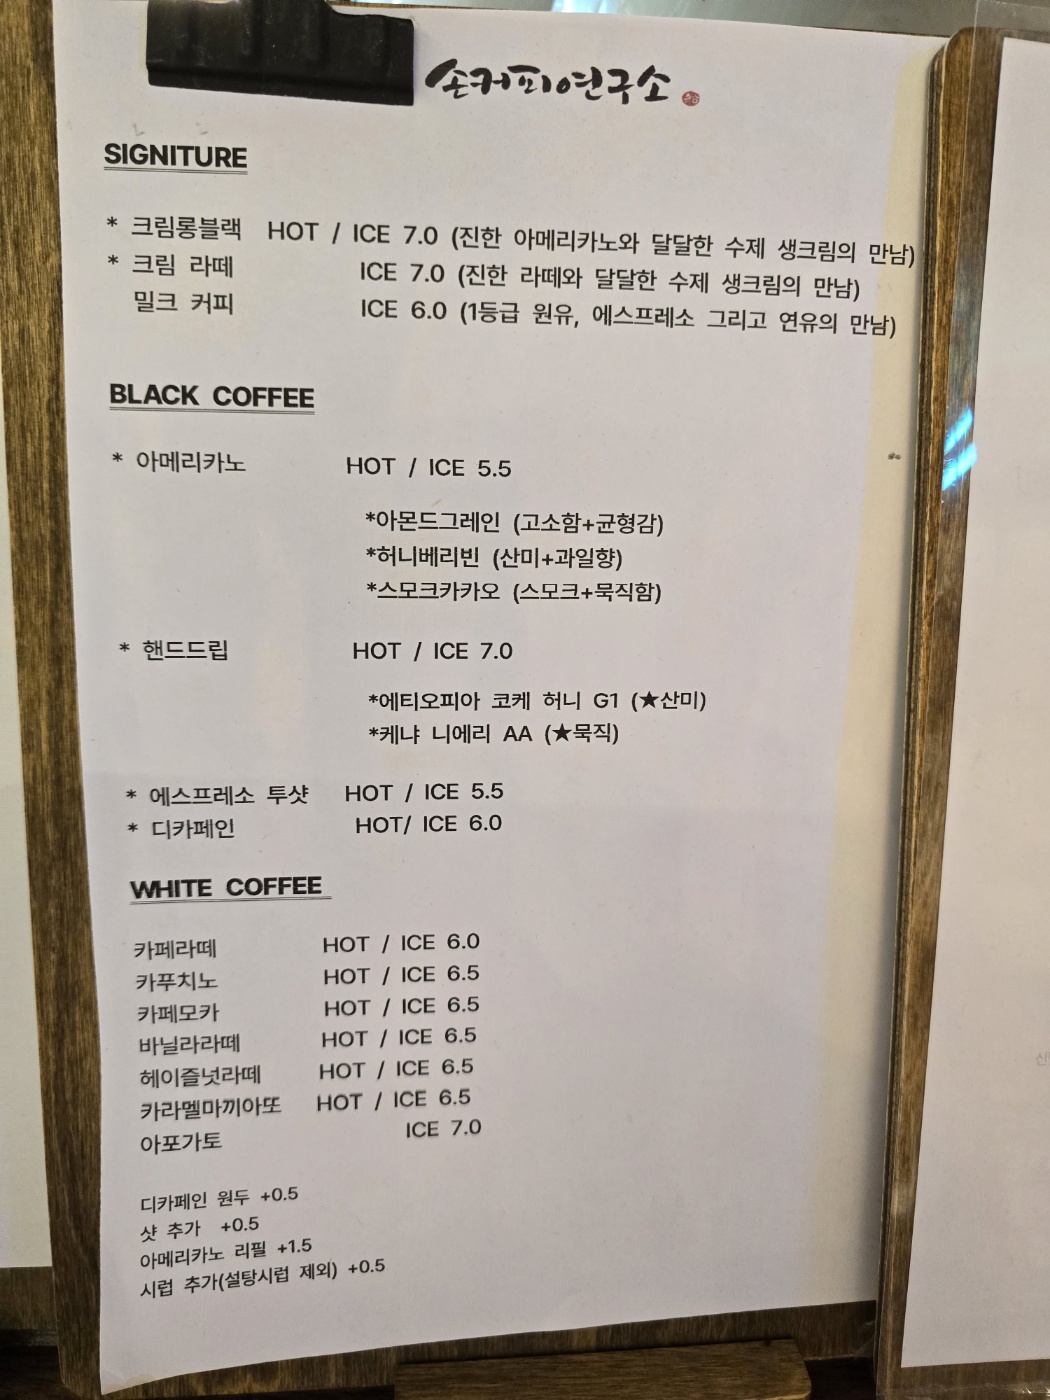 손커피연구소
SIGNITURE
* 크림롱블랙 HOT / ICE 7.0 (진한 아메리카노와 달달한 수제 생크림의 만남)
* 크림 라떼 ICE 7.0 (진한 라떼와 달달한 수제 생크림의 만남)
밀크 커피 ICE 6.0 (1등급 원유, 에스프레소 그리고 연유의 만남)
BLACK COFFEE
* 아메리카노 HOT / ICE 5.5
*아몬드그레인 (고소함+균형감)
*허니베리빈 (산미+과일향)
*스모크카카오 (스모크+묵직함)
* 핸드드립 HOT / ICE 7.0
*에티오피아 코케 허니 G1 (★산미)
*케냐 니에리 AA (★묵직)
* 에스프레소 투샷 HOT / ICE 5.5
* 디카페인 HOT/ ICE 6.0
WHITE COFFEE
카페라떼 HOT / ICE 6.0
카푸치노 HOT / ICE 6.5
카페모카 HOT / ICE 6.5
바닐라라떼 HOT / ICE 6.5
헤이즐넛라떼 HOT / ICE 6.5
카라멜마끼아또 HOT / ICE 6.5
아포가토 ICE 7.0
디카페인 원두 +0.5
샷 추가 +0.5
아메리카노 리필 +1.5
시럽 추가(설탕시럽 제외) +0.5